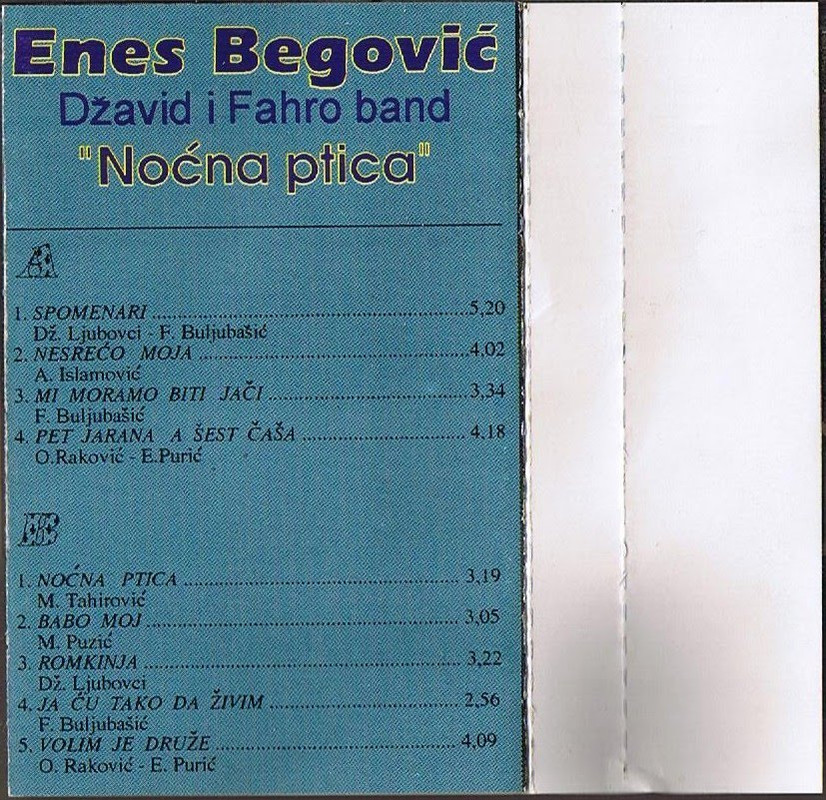 Enes Begović
Džavid i Fahro band
"Noćna ptica"
A
1. SPOMENARI ........ 5,20
Dž. Ljubovci - F. Buljubašić
2. NESREĆO MOJA ........ 4,02
A. Islamović
3. MI MORAMO BITI JAČI ........ 3,34
F. Buljubašić
4. PET JARANA A ŠEST ČAŠA ........ 4,18
O.Raković - E.Purić
B
1. NOĆNA PTICA ........ 3,19
M. Tahirović
2. BABO MOJ ........ 3,05
M. Puzić
3. ROMKINJA ........ 3,22
Dž. Ljubovci
4. JA ĆU TAKO DA ŽIVIM ........ 2,56
F. Buljubašić
5. VOLIM JE DRUŽE ........ 4,09
O. Raković - E. Purić